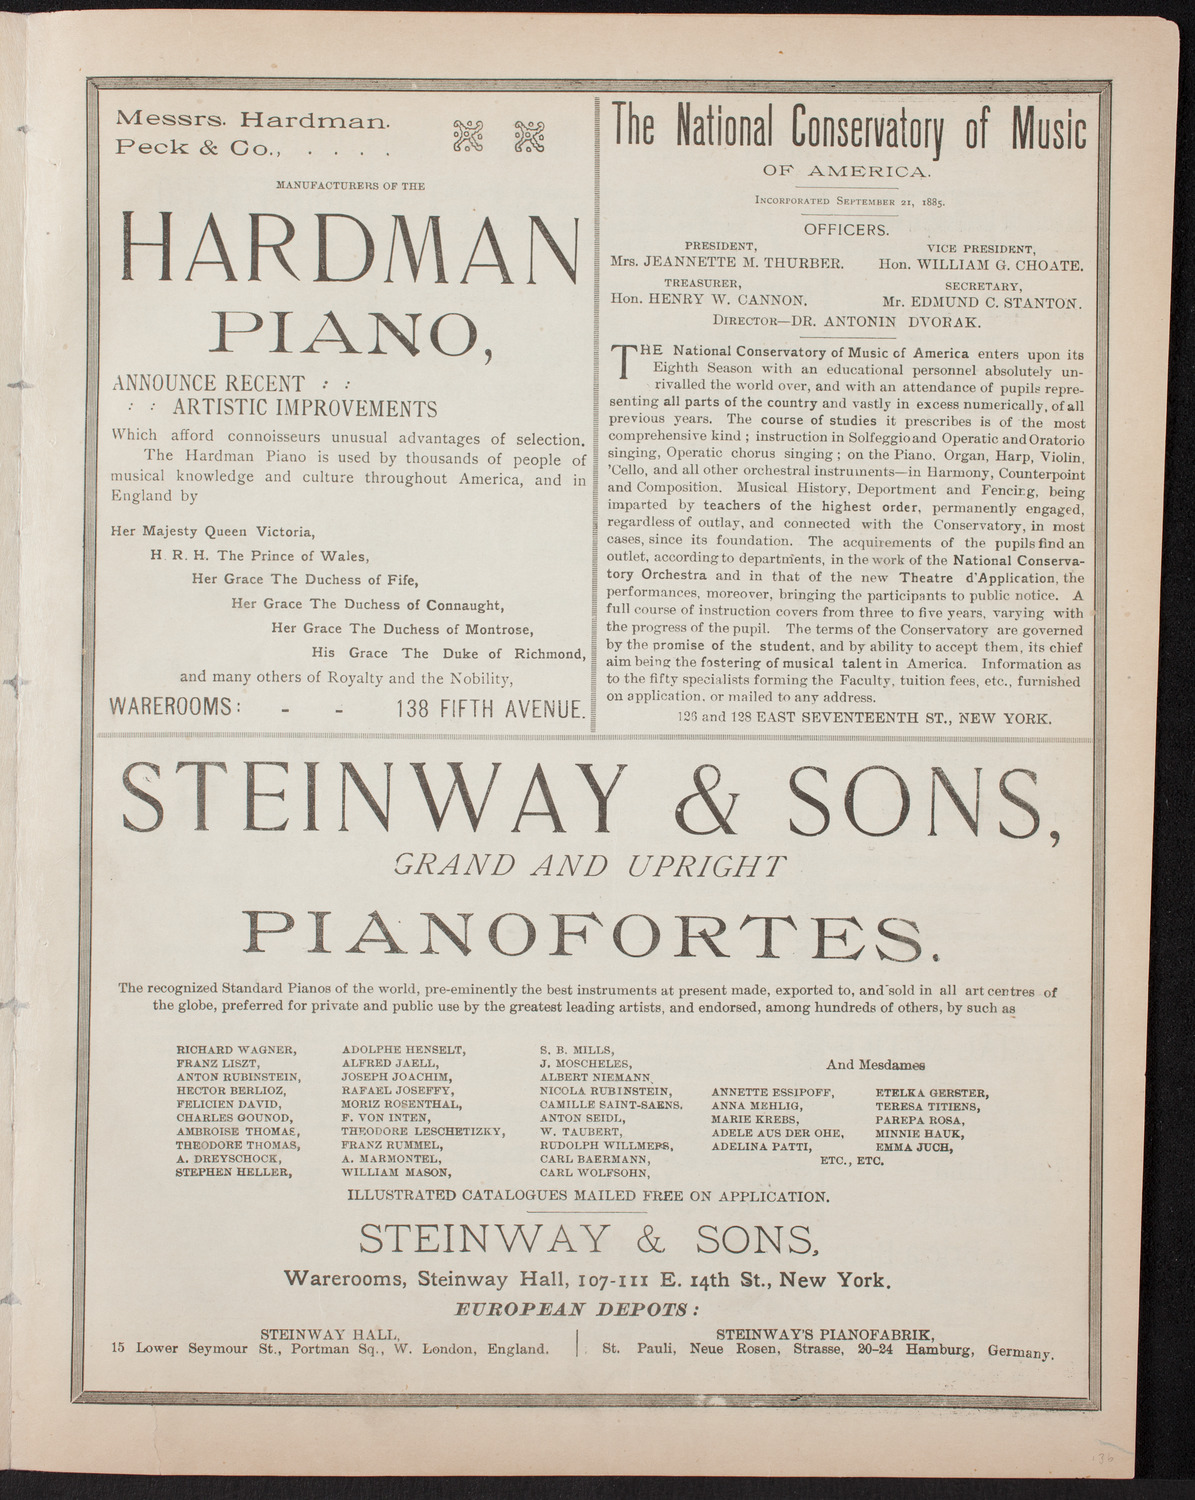 Messrs. Hardman.
Peck & Co., . . . .
MANUFACTURERS OF THE
HARDMAN
PIANO,
ANNOUNCE RECENT : :
: : ARTISTIC IMPROVEMENTS
Which afford connoisseurs unusual advantages of selection.
The Hardman Piano is used by thousands of people of
musical knowledge and culture throughout America, and in
England by
Her Majesty Queen Victoria,
H. R. H. The Prince of Wales,
Her Grace The Duchess of Fife,
Her Grace The Duchess of Connaught,
Her Grace The Duchess of Montrose,
His Grace The Duke of Richmond,
and many others of Royalty and the Nobility,
WAREROOMS: - - 138 FIFTH AVENUE.
The National Conservatory of Music
OF AMERICA.
INCORPORATED SEPTEMBER 21, 1885.
OFFICERS.
PRESIDENT, VICE PRESIDENT,
Mrs. JEANNETTE M. THURBER. Hon. WILLIAM G. CHOATE.
TREASURER, SECRETARY,
Hon. HENRY W. CANNON. Mr. EDMUND C. STANTON.
DIRECTOR—DR. ANTONIN DVORAK.
THE National Conservatory of Music of America enters upon its
Eighth Season with an educational personnel absolutely un-
rivalled the world over, and with an attendance of pupils repre-
senting all parts of the country and vastly in excess numerically, of all
previous years. The course of studies it prescribes is of the most
comprehensive kind; instruction in Solfeggio and Operatic and Oratorio
singing, Operatic chorus singing; on the Piano, Organ, Harp, Violin,
'Cello, and all other orchestral instruments—in Harmony, Counterpoint
and Composition. Musical History, Deportment and Fencing, being
imparted by teachers of the highest order, permanently engaged,
regardless of outlay, and connected with the Conservatory, in most
cases, since its foundation. The acquirements of the pupils find an
outlet, according to departments, in the work of the National Conserva-
tory Orchestra and in that of the new Theatre d'Application, the
performances, moreover, bringing the participants to public notice. A
full course of instruction covers from three to five years, varying with
the progress of the pupil. The terms of the Conservatory are governed
by the promise of the student, and by ability to accept them, its chief
aim being the fostering of musical talent in America. Information as
to the fifty specialists forming the Faculty, tuition fees, etc., furnished
on application, or mailed to any address.
126 and 128 EAST SEVENTEENTH ST., NEW YORK.
STEINWAY & SONS,
GRAND AND UPRIGHT
PIANOFORTES.
The recognized Standard Pianos of the world, pre-eminently the best instruments at present made, exported to, and sold in all art centres of
the globe, preferred for private and public use by the greatest leading artists, and endorsed, among hundreds of others, by such as
RICHARD WAGNER,
FRANZ LISZT,
ANTON RUBINSTEIN,
HECTOR BERLIOZ,
FELICIEN DAVID,
CHARLES GOUNOD,
AMBROISE THOMAS,
THEODORE THOMAS,
A. DREYSCHOCK,
STEPHEN HELLER,
ADOLPHE HENSELT,
ALFRED JAELL,
JOSEPH JOACHIM,
RAFAEL JOSEFFY,
MORIZ ROSENTHAL,
F. VON INTEN,
THEODORE LESCHETIZKY,
FRANZ RUMMEL,
A. MARMONTEL,
WILLIAM MASON,
S. B. MILLS,
J. MOSCHELES,
ALBERT NIEMANN,
NICOLA RUBINSTEIN,
CAMILLE SAINT-SAENS.
ANTON SEIDL,
W. TAUBERT,
RUDOLPH WILLMERS,
CARL BAERMANN,
CARL WOLFSOHN,
And Mesdames
ANNETTE ESSIPOFF,
ANNA MEHLIG,
MARIE KREBS,
ADELE AUS DER OHE,
ADELINA PATTI,
ETELKA GERSTER,
TERESA TITIENS,
PAREPA ROSA,
MINNIE HAUK,
EMMA JUCH,
ETC., ETC.
ILLUSTRATED CATALOGUES MAILED FREE ON APPLICATION.
STEINWAY & SONS,
Warerooms, Steinway Hall, 107-111 E. 14th St., New York.
EUROPEAN DEPOTS:
STEINWAY HALL,
15 Lower Seymour St., Portman Sq., W. London, England.
STEINWAY'S PIANOFABRIK,
St. Pauli, Neue Rosen, Strasse, 20-24 Hamburg, Germany.
136